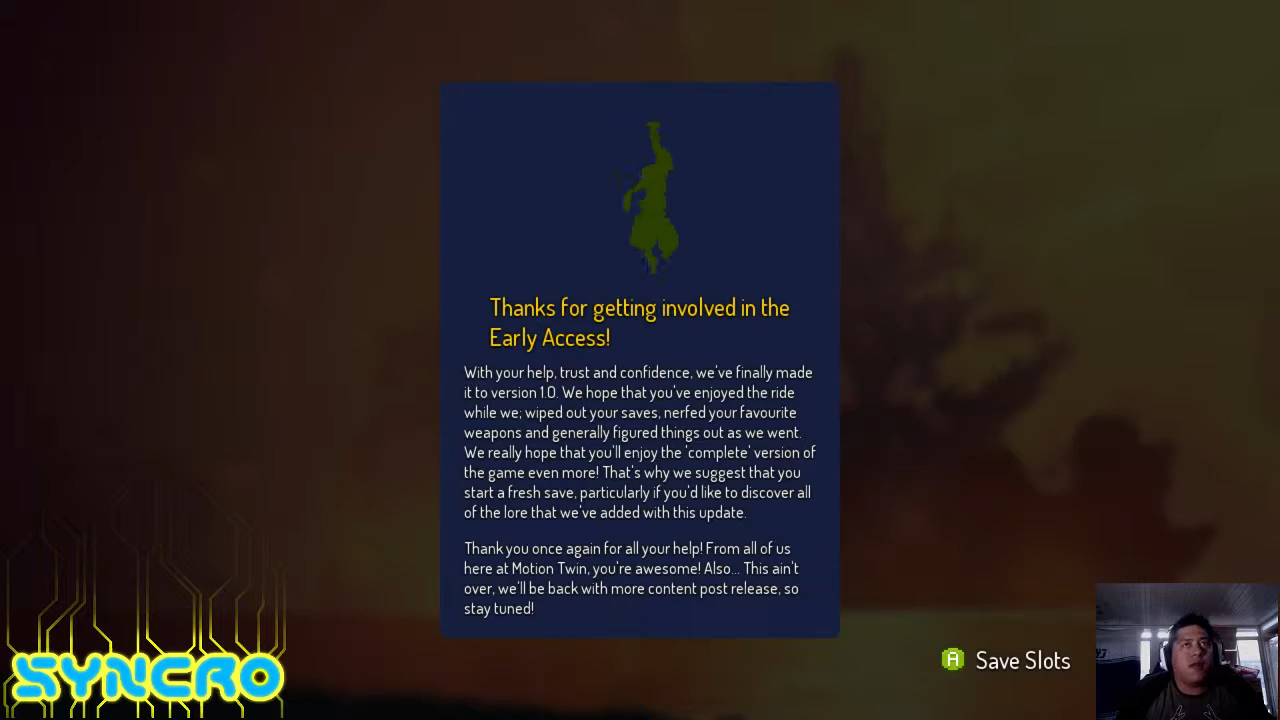 Thanks for getting involved in the
Early Access!
With your help, trust and confidence, we've finally made
it to version 1.0. We hope that you've enjoyed the ride
while we; wiped out your saves, nerfed your favourite
weapons and generally figured things out as we went.
We really hope that you'll enjoy the 'complete' version of
the game even more! That's why we suggest that you
start a fresh save, particularly if you'd like to discover all
of the lore that we've added with this update.
Thank you once again for all your help! From all of us
here at Motion Twin, you're awesome! Also... This ain't
over, we'll be back with more content post release, so
stay tuned!
A Save Slots
SYNCRO